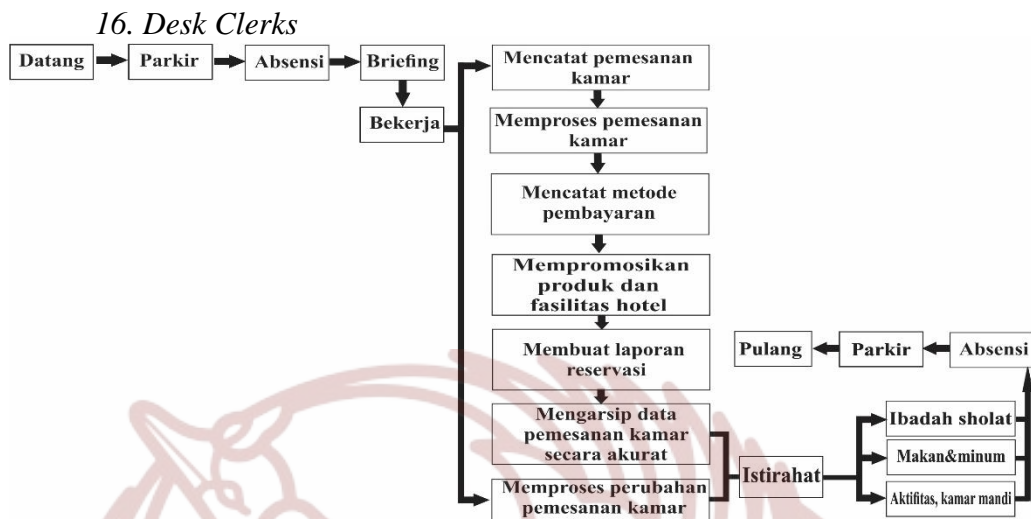 16. Desk Clerks
Datang
Parkir
Absensi
Briefing
Bekerja
Mencatat pemesanan
kamar
Memproses pemesanan
kamar
Mencatat metode
pembayaran
Mempromosikan
produk dan
fasilitas hotel
Membuat laporan
reservasi
Mengarsip data
pemesanan kamar
secara akurat
Memproses perubahan
pemesanan kamar
Istirahat
Ibadah sholat
Makan&minum
Aktifitas, kamar mandi
Absensi
Parkir
Pulang